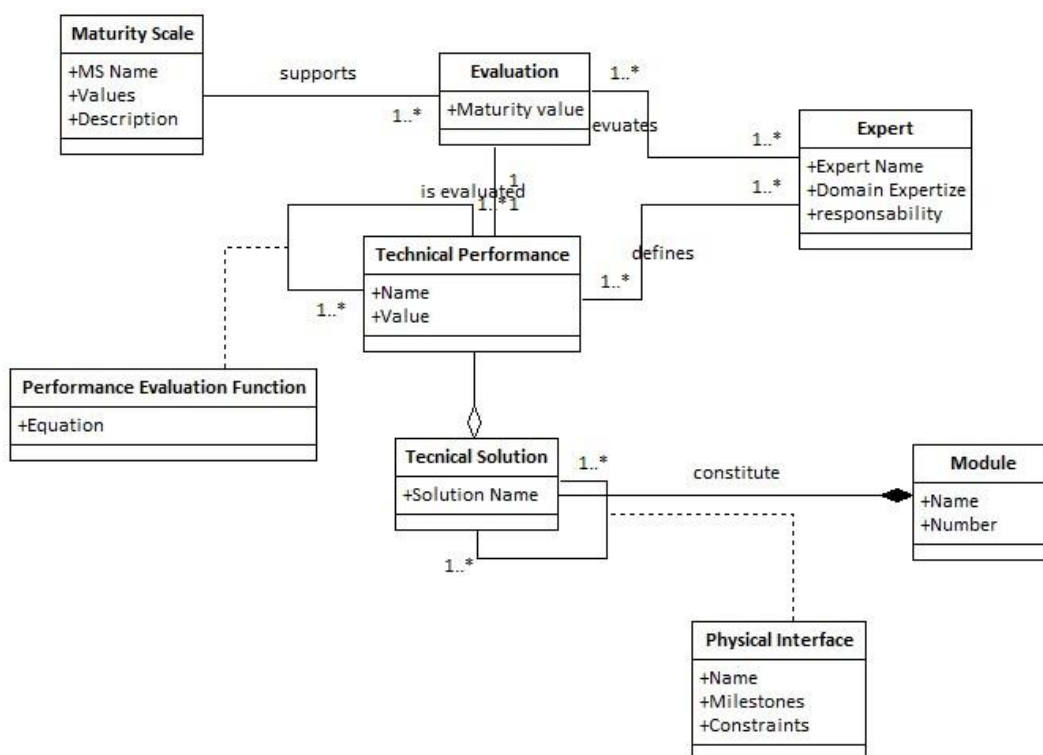 Maturity Scale
+MS Name
+Values
+Description
supports
1..*
Evaluation
+Maturity value
1..*
evuates
1..*
Expert
+Expert Name
+Domain Expertize
+responsability
1..*
defines
1..*
1
is evaluated
1..*
1
Technical Performance
+Name
+Value
1..*
Performance Evaluation Function
+Equation
Tecnical Solution
+Solution Name
1..*
1..*
constitute
Module
+Name
+Number
Physical Interface
+Name
+Milestones
+Constraints